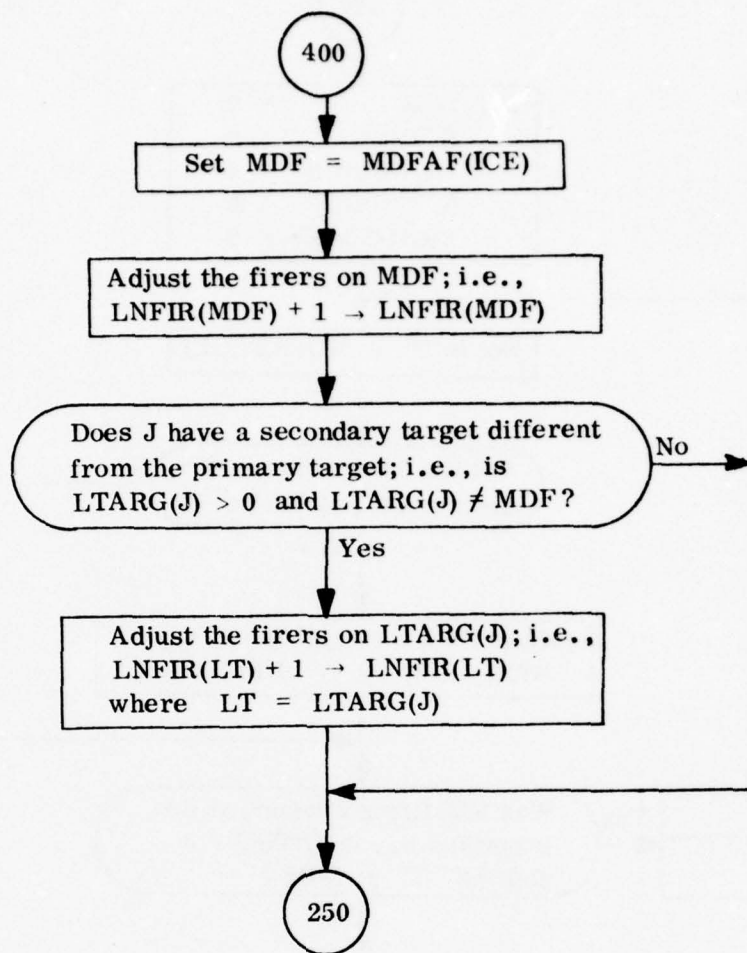 400
Set MDF = MDFAF(ICE)
Adjust the firers on MDF; i.e.,
LNFIR(MDF) + 1 → LNFIR(MDF)
Does J have a secondary target different
from the primary target; i.e., is
LTARG(J) > 0 and LTARG(J) ≠ MDF?
No
Yes
Adjust the firers on LTARG(J); i.e.,
LNFIR(LT) + 1 → LNFIR(LT)
where LT = LTARG(J)
250